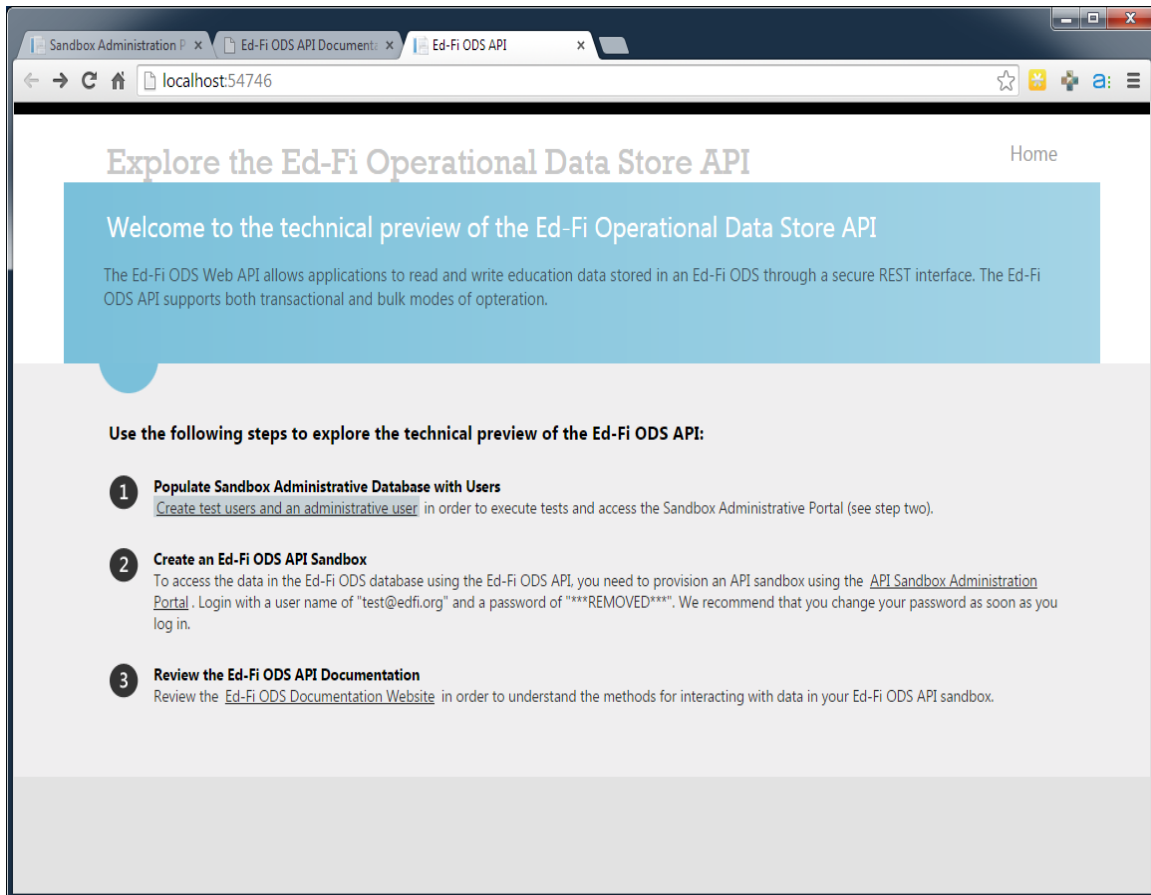 Sandbox Administration P
Ed-Fi ODS API Documenta
Ed-Fi ODS API
localhost:54746
Explore the Ed-Fi Operational Data Store API
Home
Welcome to the technical preview of the Ed-Fi Operational Data Store API
The Ed-Fi ODS Web API allows applications to read and write education data stored in an Ed-Fi ODS through a secure REST interface. The Ed-Fi
ODS API supports both transactional and bulk modes of opteration.
Use the following steps to explore the technical preview of the Ed-Fi ODS API:
1
Populate Sandbox Administrative Database with Users
Create test users and an administrative user in order to execute tests and access the Sandbox Administrative Portal (see step two).
2
Create an Ed-Fi ODS API Sandbox
To access the data in the Ed-Fi ODS database using the Ed-Fi ODS API, you need to provision an API sandbox using the API Sandbox Administration
Portal . Login with a user name of "test@edfi.org" and a password of "***REMOVED***". We recommend that you change your password as soon as you
log in.
3
Review the Ed-Fi ODS API Documentation
Review the Ed-Fi ODS Documentation Website in order to understand the methods for interacting with data in your Ed-Fi ODS API sandbox.